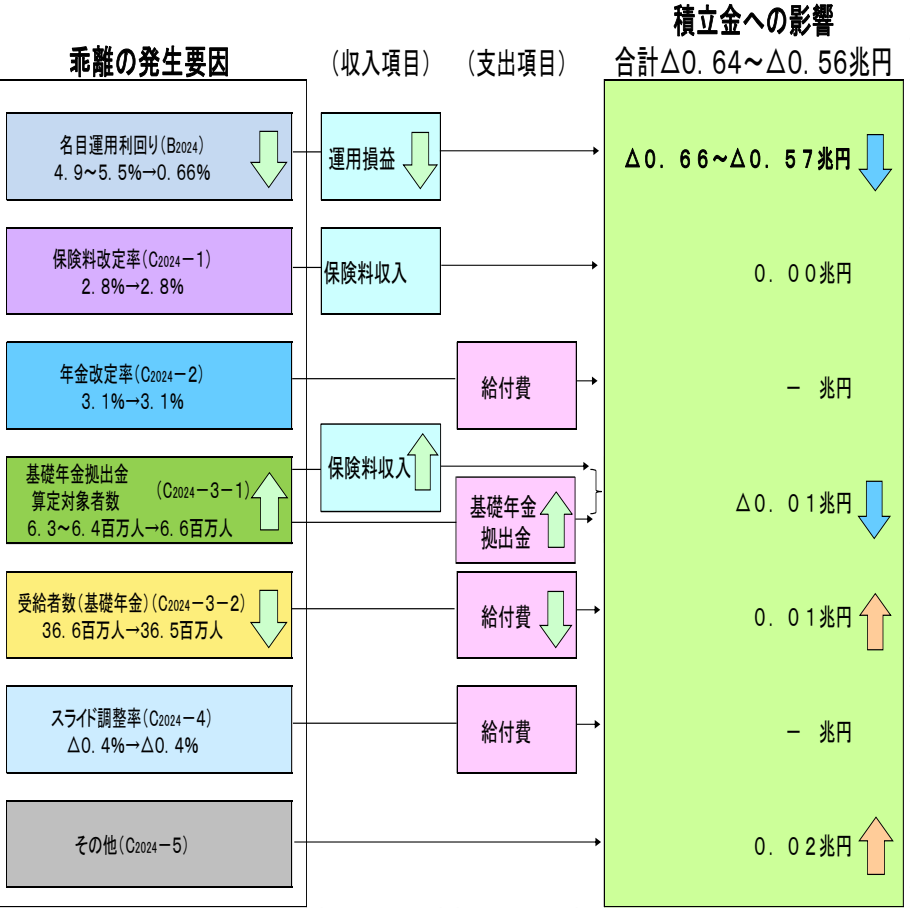 積立金への影響
乖離の発生要因 (収入項目) (支出項目) 合計△0.64～△0.56兆円
名目運用利回り(B2024)
4.9～5.5%→0.66%
運用損益
△0.66～△0.57兆円
保険料改定率(C2024－1)
2.8%→2.8%
保険料収入
0.00兆円
年金改定率(C2024－2)
3.1%→3.1%
給付費
－ 兆円
基礎年金拠出金
算定対象者数 (C2024－3－1)
6.3～6.4百万人→6.6百万人
保険料収入
基礎年金
拠出金
△0.01兆円
受給者数(基礎年金)(C2024－3－2)
36.6百万人→36.5百万人
給付費
0.01兆円
スライド調整率(C2024－4)
△0.4%→△0.4%
給付費
－ 兆円
その他(C2024－5)
0.02兆円